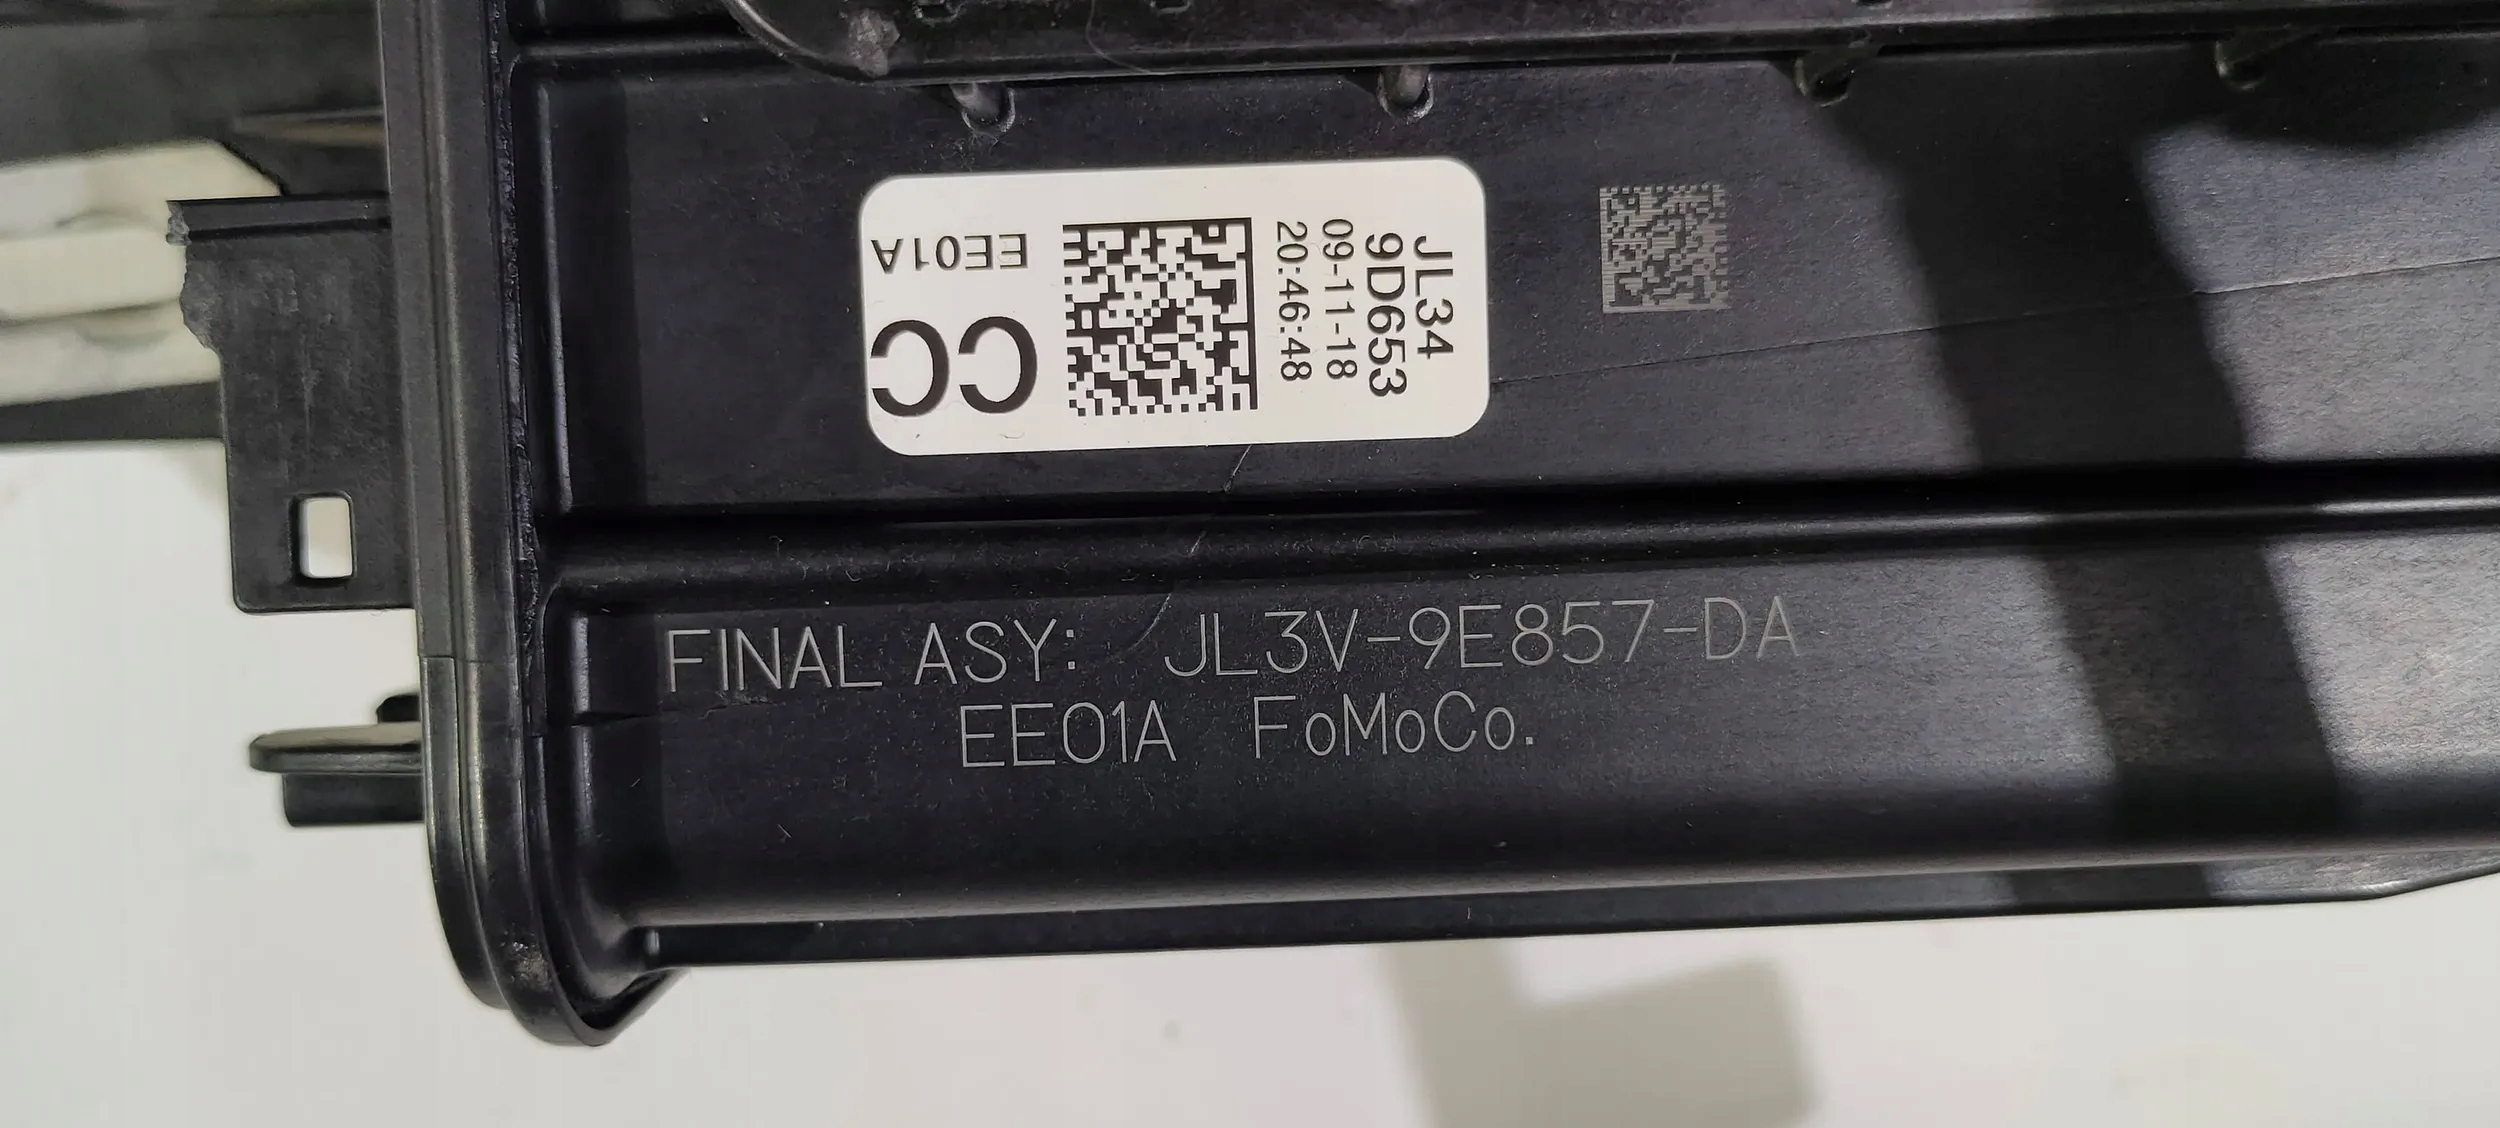 JL34
9D653
09-11-18
20:46:48
EE01A
CC
FINAL ASY: JL3V-9E857-DA
EE01A FoMoCo.